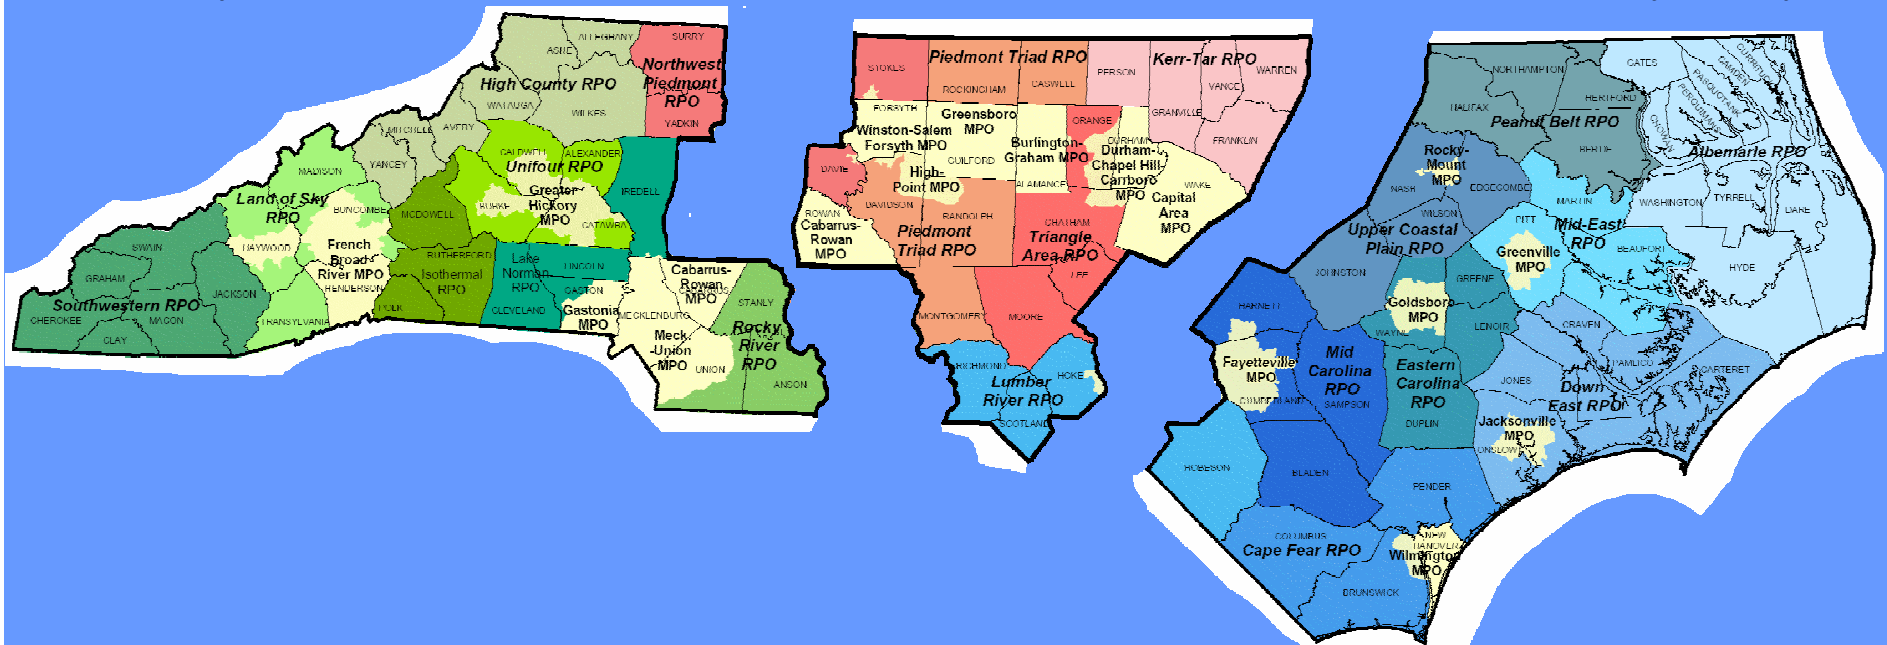 ALLEGHANY
SURRY
ASHE
High County RPO
Northwest
Piedmont
RPO
WATAUGA
WILKES
YADKIN
MITCHELL
AVERY
YANCEY
CALDWELL
ALEXANDER
Unifour RPO
MADISON
IREDELL
Land of Sky
RPO
BUNCOMBE
MCDOWELL
BURKE
Greater
Hickory
MPO
CATAWBA
SWAIN
HAYWOOD
French
Broad
River MPO
HENDERSON
RUTHERFORD
Isothermal
RPO
Lake
Norman
RPO
LINCOLN
GRAHAM
JACKSON
Southwestern RPO
CHEROKEE
MACON
CLAY
TRANSYLVANIA
POLK
CLEVELAND
GASTON
Gastonia
MPO
Cabarrus-
Rowan
MPO
CABARRUS
STANLY
MECKLENBURG
Meck.
-Union
MPO
UNION
Rocky
River
RPO
ANSON
STOKES
Piedmont Triad RPO
ROCKINGHAM
CASWELL
PERSON
Kerr-Tar RPO
WARREN
VANCE
GRANVILLE
FRANKLIN
FORSYTH
Winston-Salem
Forsyth MPO
Greensboro
MPO
GUILFORD
Burlington-
Graham MPO
ALAMANCE
ORANGE
DURHAM
Durham-
Chapel Hill-
Carrboro
MPO
WAKE
Capital
Area
MPO
DAVIE
High-
Point MPO
DAVIDSON
RANDOLPH
ROWAN
Cabarrus-
Rowan
MPO
Piedmont
Triad RPO
CHATHAM
Triangle
Area RPO
LEE
MONTGOMERY
MOORE
RICHMOND
HOKE
Lumber
River RPO
SCOTLAND
NORTHAMPTON
GATES
CURRITUCK
CAMDEN
PASQUOTANK
PERQUIMANS
CHOWAN
HERTFORD
HALIFAX
Peanut Belt RPO
BERTIE
Albemarle RPO
Rocky-
Mount
MPO
NASH
EDGECOMBE
MARTIN
WASHINGTON
TYRRELL
DARE
WILSON
Upper Coastal
Plain RPO
PITT
Mid-East
RPO
BEAUFORT
Greenville
MPO
HYDE
JOHNSTON
GREENE
Goldsboro
MPO
HARNETT
WAYNE
LENOIR
CRAVEN
PAMLICO
CARTERET
Fayetteville
MPO
CUMBERLAND
Mid
Carolina
RPO
SAMPSON
Eastern
Carolina
RPO
DUPLIN
JONES
Down
East RPO
Jacksonville
MPO
ONSLOW
ROBESON
BLADEN
PENDER
COLUMBUS
Cape Fear RPO
NEW
HANOVER
Wilmington
MPO
BRUNSWICK